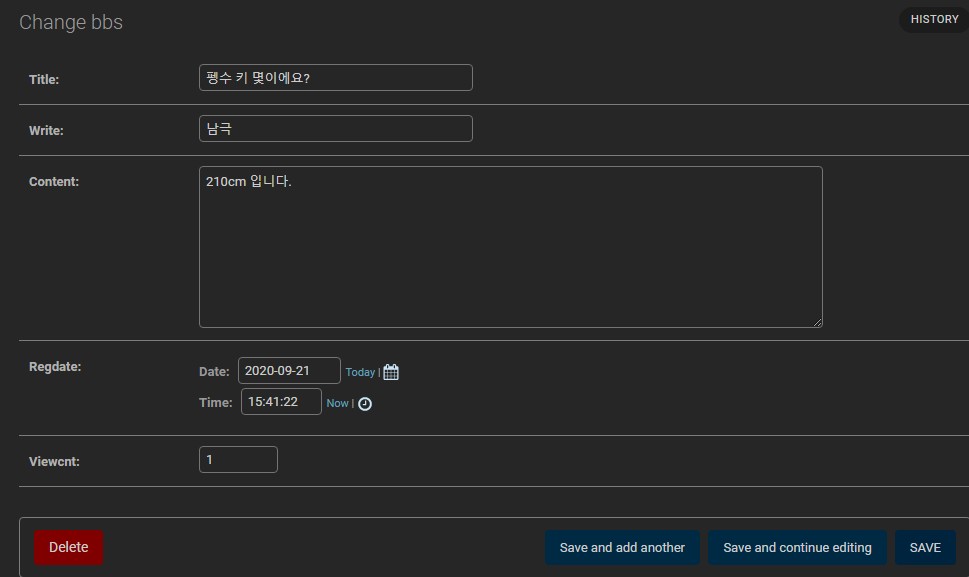 Change bbs
HISTORY
Title: 펭수 키 몇이에요?
Write: 남극
Content: 210cm 입니다.
Regdate: Date: 2020-09-21 Today |
Time: 15:41:22 Now |
Viewcnt: 1
Delete Save and add another Save and continue editing SAVE